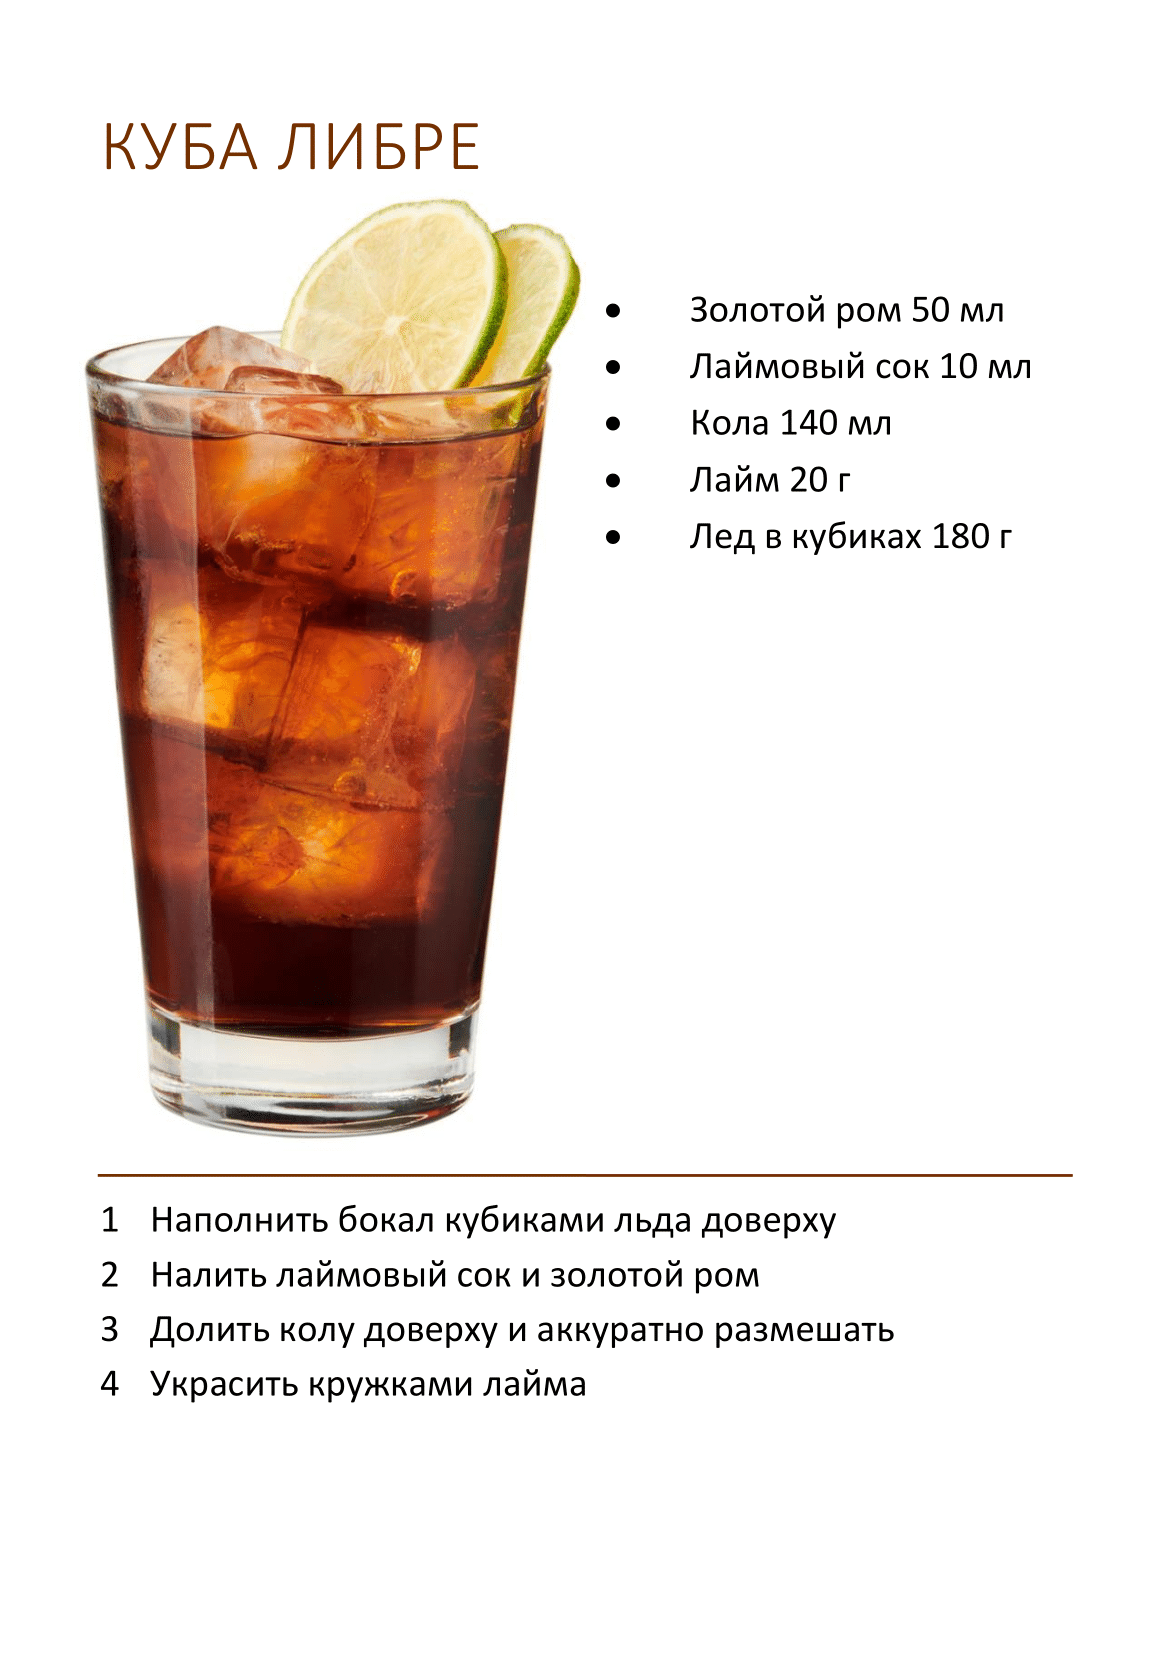 КУБА ЛИБРЕ
• Золотой ром 50 мл
• Лаймовый сок 10 мл
• Кола 140 мл
• Лайм 20 г
• Лед в кубиках 180 г
1 Наполнить бокал кубиками льда доверху
2 Налить лаймовый сок и золотой ром
3 Долить колу доверху и аккуратно размешать
4 Украсить кружками лайма